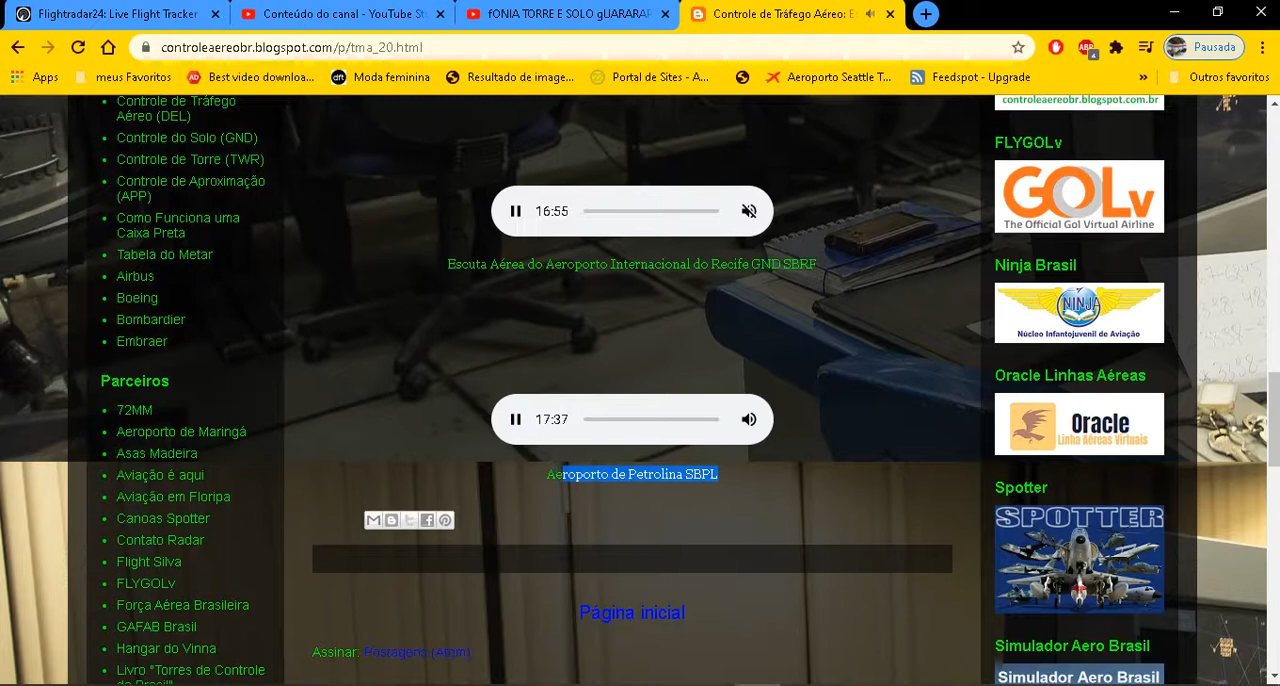 Flightradar24: Live Flight Tracker
Conteúdo do canal - YouTube St
fONIA TORRE E SOLO gUARARAP
Controle de Tráfego Aéreo: E
controleaereobr.blogspot.com/p/tma_20.html
ABP
Pausada
Apps
meus Favoritos
AD
Best video downloa...
dft
Moda feminina
Resultado de image...
Portal de Sites - A...
Aeroporto Seattle T...
Feedspot - Urgente
»
Outros favoritos
Controle de Tráfego
Aéreo (DEL)
Controle do Solo (GND)
Controle de Torre (TWR)
Controle de Aproximação
(APP)
Como Funciona uma
Caixa Preta
Tabela do Metar
Airbus
Boeing
Bombardier
Embraer
Parceiros
72MM
Aeroporto de Maringá
Asas Madeira
Aviação é aqui
Aviação em Floripa
Canoas Spotter
Contato Radar
Flight Silva
FLYGOLv
Força Aérea Brasileira
GAFAB Brasil
Hangar do Vinna
Livro "Torres de Controle
do Brasil"
16:55
Escuta Aérea do Aeroporto Internacional do Recife GND SBRF
17:37
Aeroporto de Petrolina SBPL
Página inicial
Assinar: Postagens (Atom)
controleaereobr.blogspot.com.br
FLYGOLv
GOLv
The Official Gol Virtual Airline
Ninja Brasil
NINJA
Núcleo Infantojuvenil de Aviação
Oracle Linhas Aéreas
Oracle
Linha Aéreas Virtuais
Spotter
SPOTTER
Simulador Aero Brasil
Simulador Aero Brasil